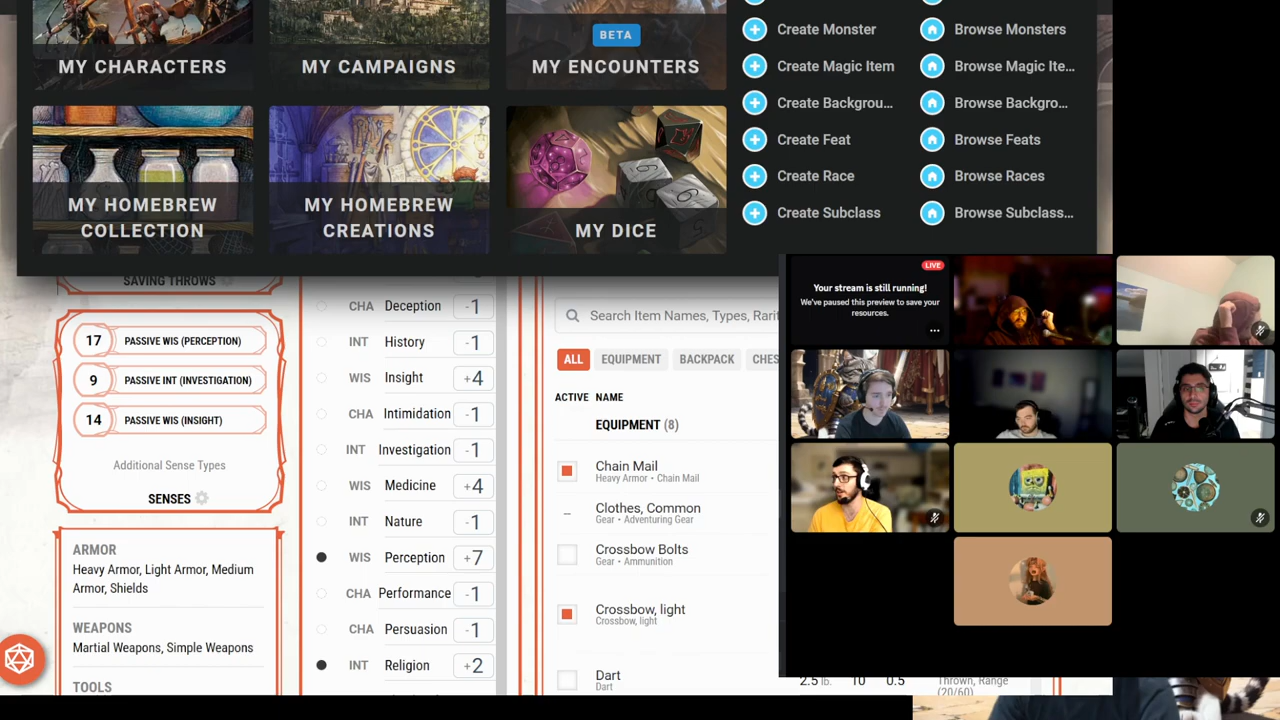 MY CHARACTERS
MY CAMPAIGNS
BETA
MY ENCOUNTERS
MY HOMEBREW
COLLECTION
MY HOMEBREW
CREATIONS
MY DICE
Create Monster
Browse Monsters
Create Magic Item
Browse Magic Ite...
Create Backgrou...
Browse Backgro...
Create Feat
Browse Feats
Create Race
Browse Races
Create Subclass
Browse Subclass...
SAVING THROWS
17 PASSIVE WIS (PERCEPTION)
9 PASSIVE INT (INVESTIGATION)
14 PASSIVE WIS (INSIGHT)
Additional Sense Types
SENSES
ARMOR
Heavy Armor, Light Armor, Medium
Armor, Shields
WEAPONS
Martial Weapons, Simple Weapons
TOOLS
CHA Deception -1
INT History -1
WIS Insight +4
CHA Intimidation -1
INT Investigation -1
WIS Medicine +4
INT Nature -1
WIS Perception +7
CHA Performance -1
CHA Persuasion -1
INT Religion +2
Search Item Names, Types, Rarit
ALL EQUIPMENT BACKPACK CHES
ACTIVE NAME
EQUIPMENT (8)
Chain Mail
Heavy Armor • Chain Mail
Clothes, Common
Gear • Adventuring Gear
Crossbow Bolts
Gear • Ammunition
Crossbow, light
Crossbow, light
Dart
Dart
2.5 lb. 10 0.5 Thrown, Range
(20/60)
LIVE
Your stream is still running!
We've paused this preview to save your
resources.